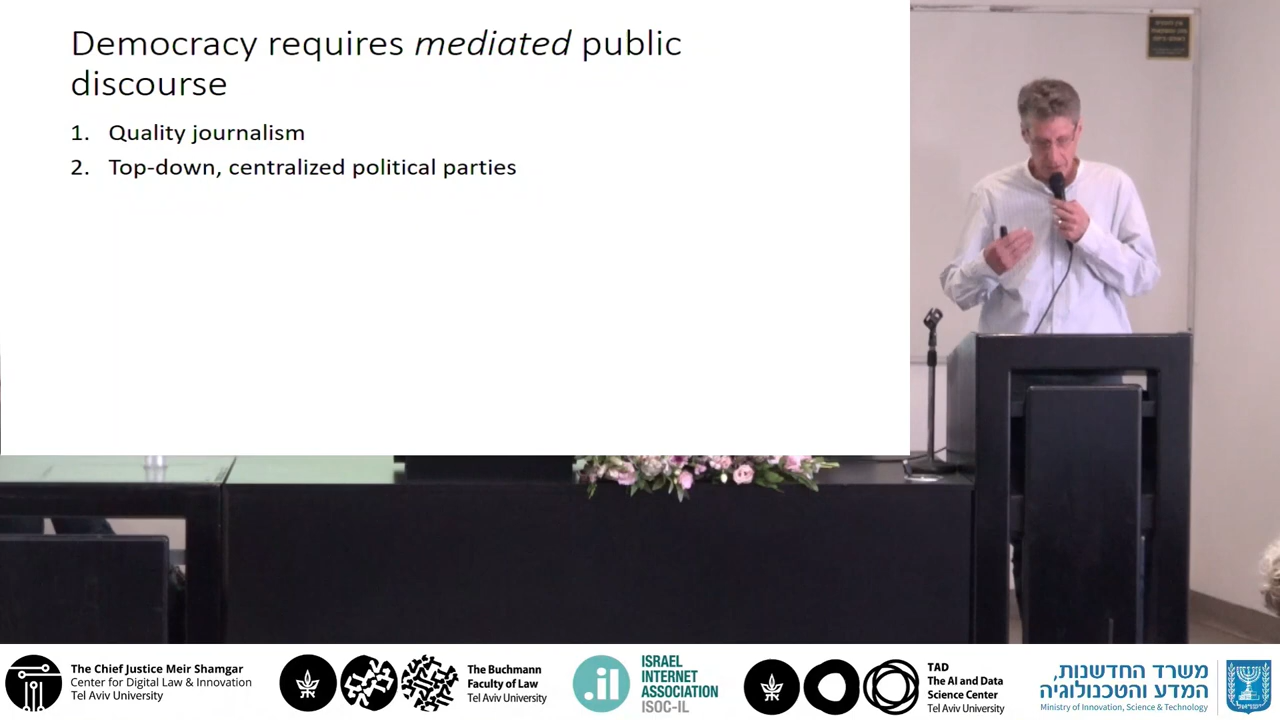 Democracy requires mediated public
discourse
1. Quality journalism
2. Top-down, centralized political parties
The Chief Justice Meir Shamgar
Center for Digital Law & Innovation
Tel Aviv University
The Buchmann
Faculty of Law
Tel Aviv University
.il
ISRAEL
INTERNET
ASSOCIATION
ISOC-IL
TAD
The AI and Data
Science Center
Tel Aviv University
משרד החדשנות,
המדע והטכנולוגיה
Ministry of Innovation, Science & Technology